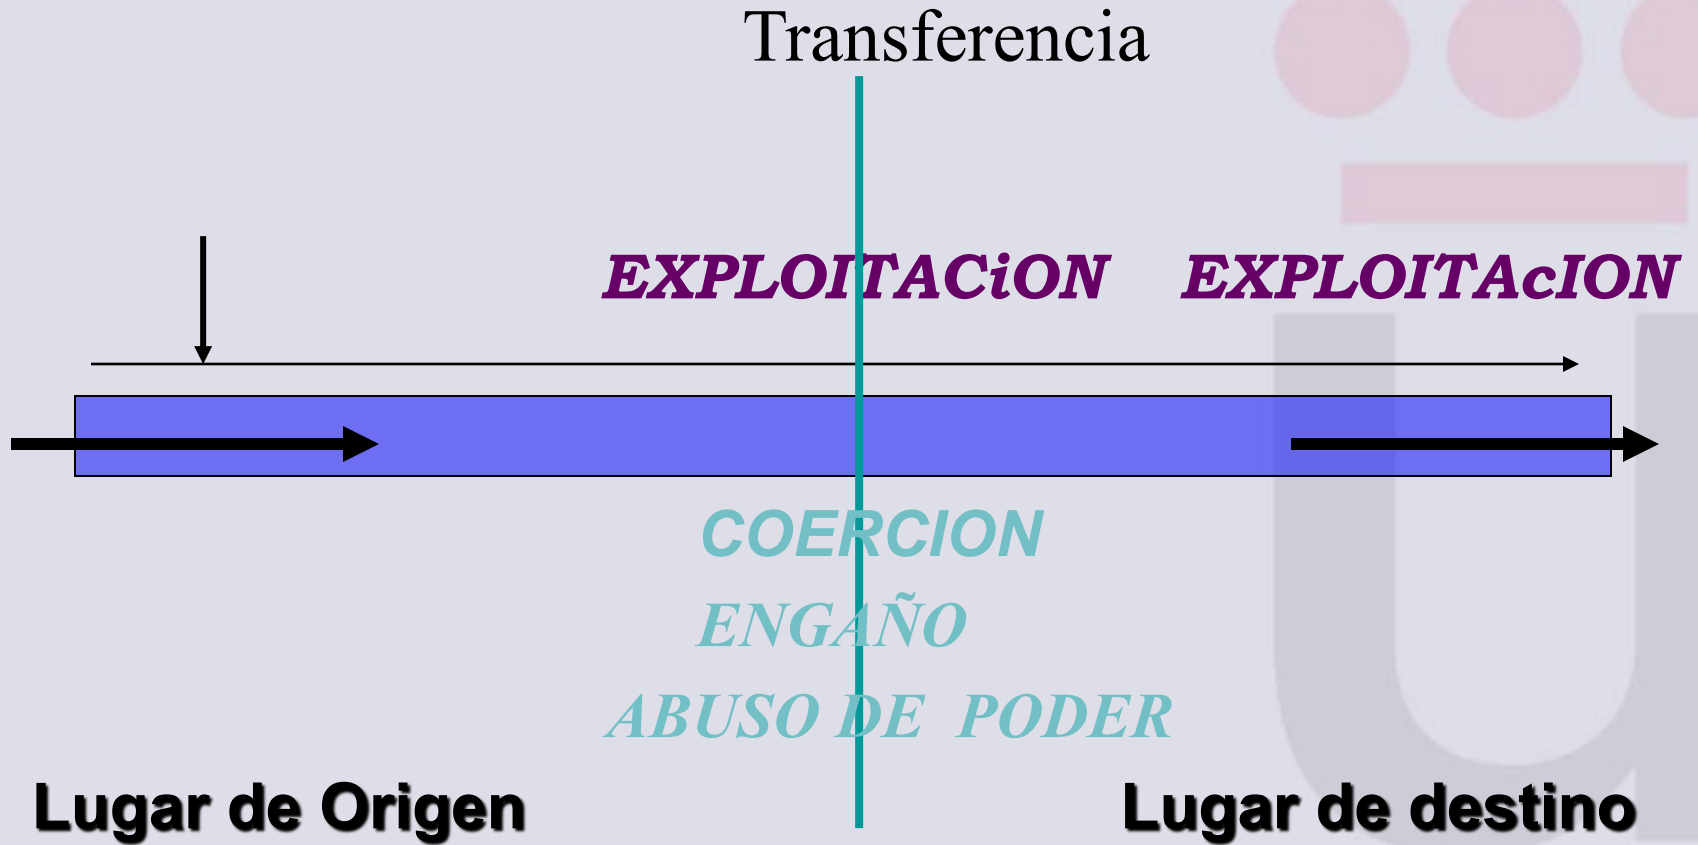 Transferencia
EXPLOITACiON EXPLOITAcION
COERCION
ENGAÑO
ABUSO DE PODER
Lugar de Origen Lugar de destino